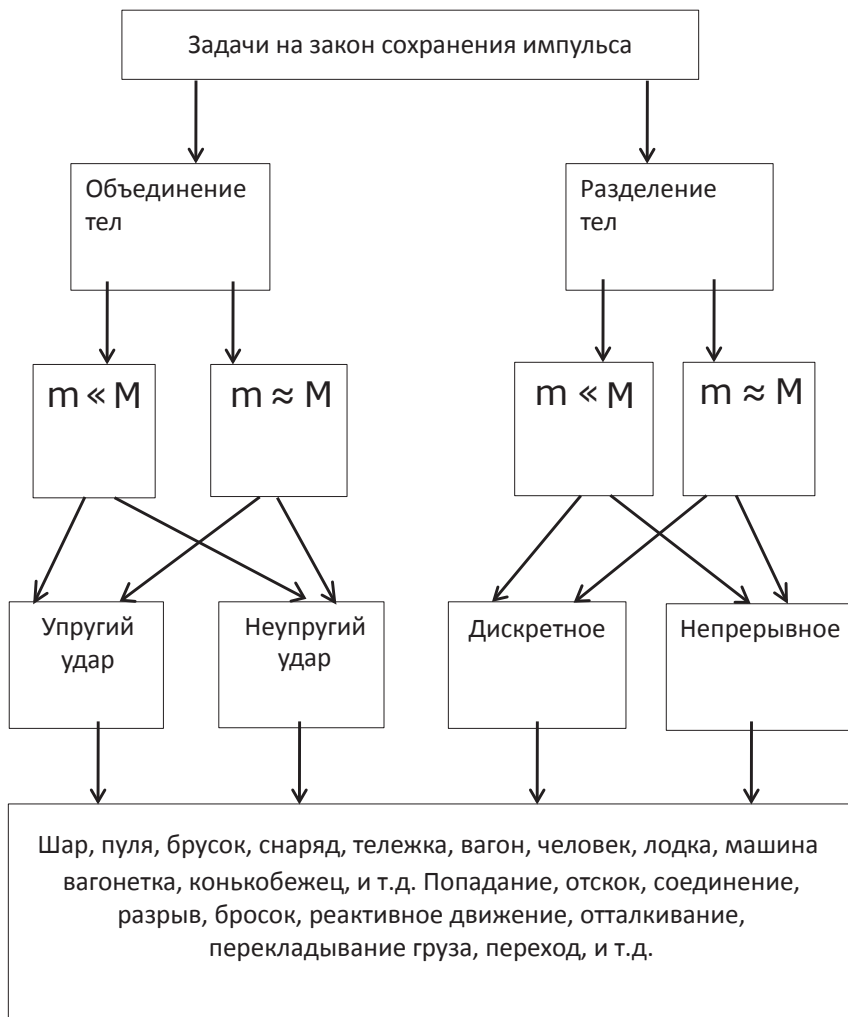 Задачи на закон сохранения импульса
Объединение
тел
Разделение
тел
m « M
m ≈ M
m « M
m ≈ M
Упругий
удар
Неупругий
удар
Дискретное
Непрерывное
Шар, пуля, брусок, снаряд, тележка, вагон, человек, лодка, машина
вагонетка, конькобежец, и т.д. Попадание, отскок, соединение,
разрыв, бросок, реактивное движение, отталкивание,
перекладывание груза, переход, и т.д.